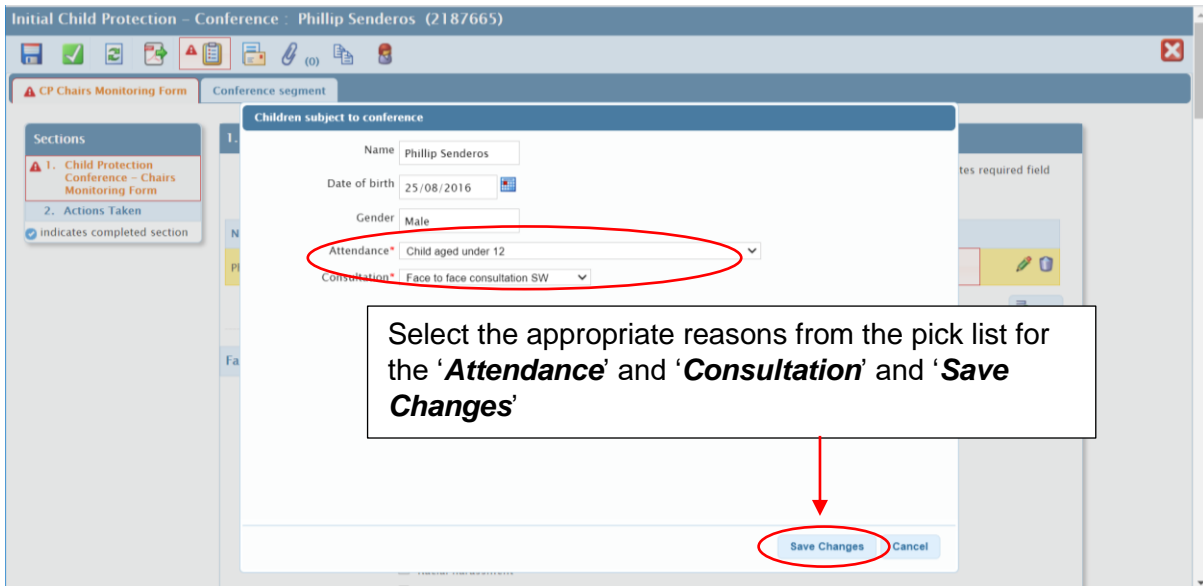 Initial Child Protection – Conference : Phillip Senderos (2187665)
(0)
CP Chairs Monitoring Form
Conference segment
Children subject to conference
Sections
1.
1. Child Protection
Conference – Chairs
Monitoring Form
2. Actions Taken
indicates completed section
Name Phillip Senderos
tes required field
Date of birth 25/08/2016
Gender Male
N
Attendance* Child aged under 12
Consultation* Face to face consultation SW
Select the appropriate reasons from the pick list for
the ‘Attendance’ and ‘Consultation’ and ‘Save
Changes’
Fa
Save Changes
Cancel